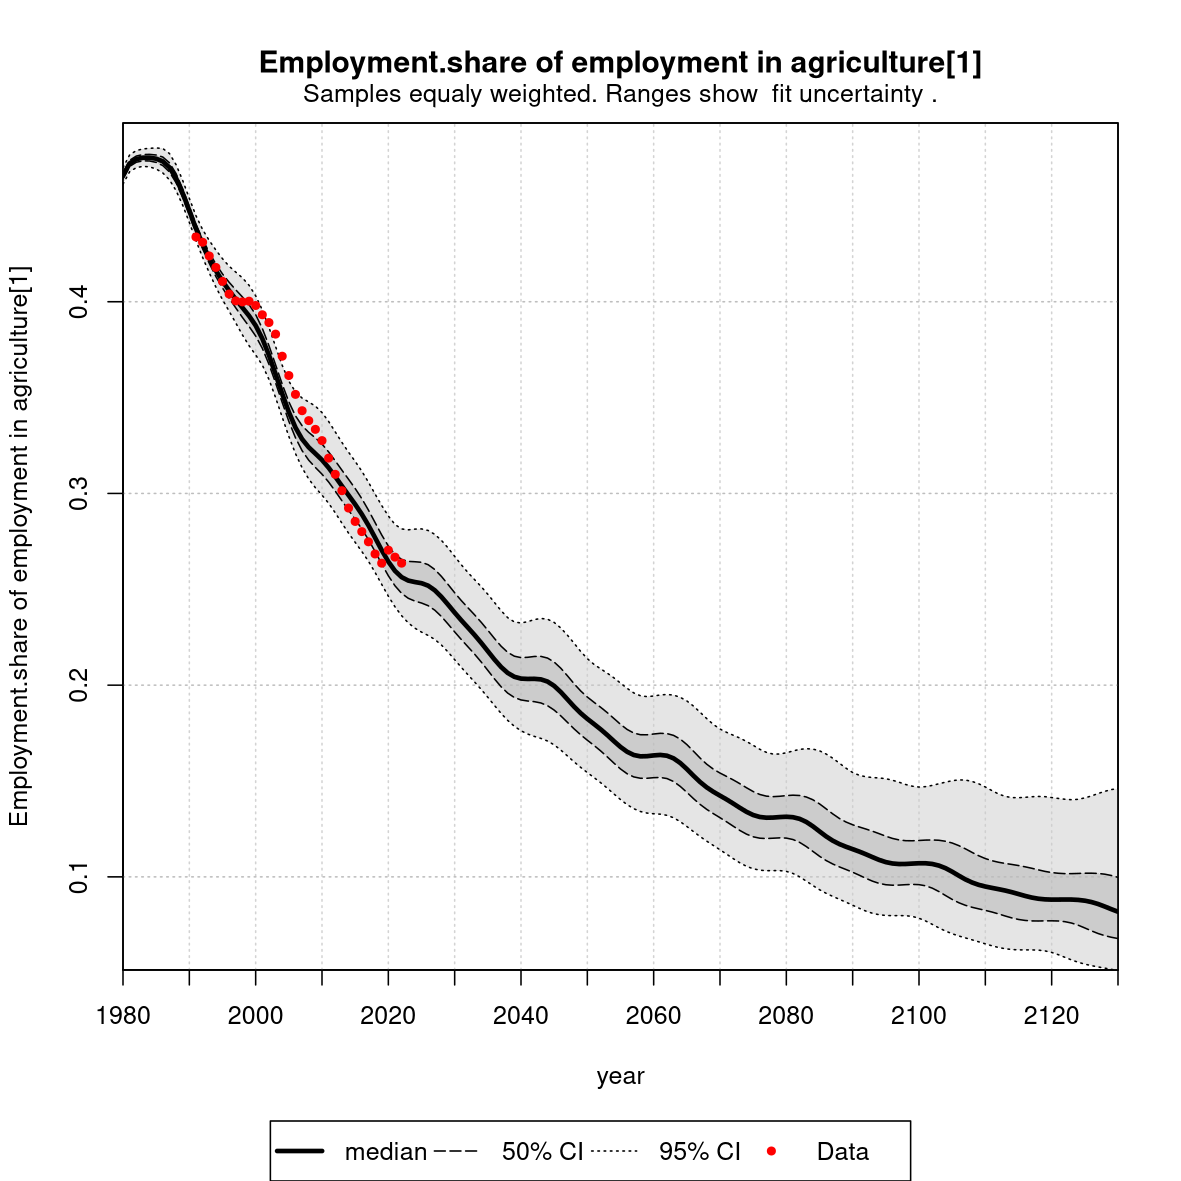 Employment.share of employment in agriculture[1]
Samples equaly weighted. Ranges show  fit uncertainty .
Employment.share of employment in agriculture[1]
0.4
0.3
0.2
0.1
1980 2000 2020 2040 2060 2080 2100 2120
year
median 50% CI 95% CI Data